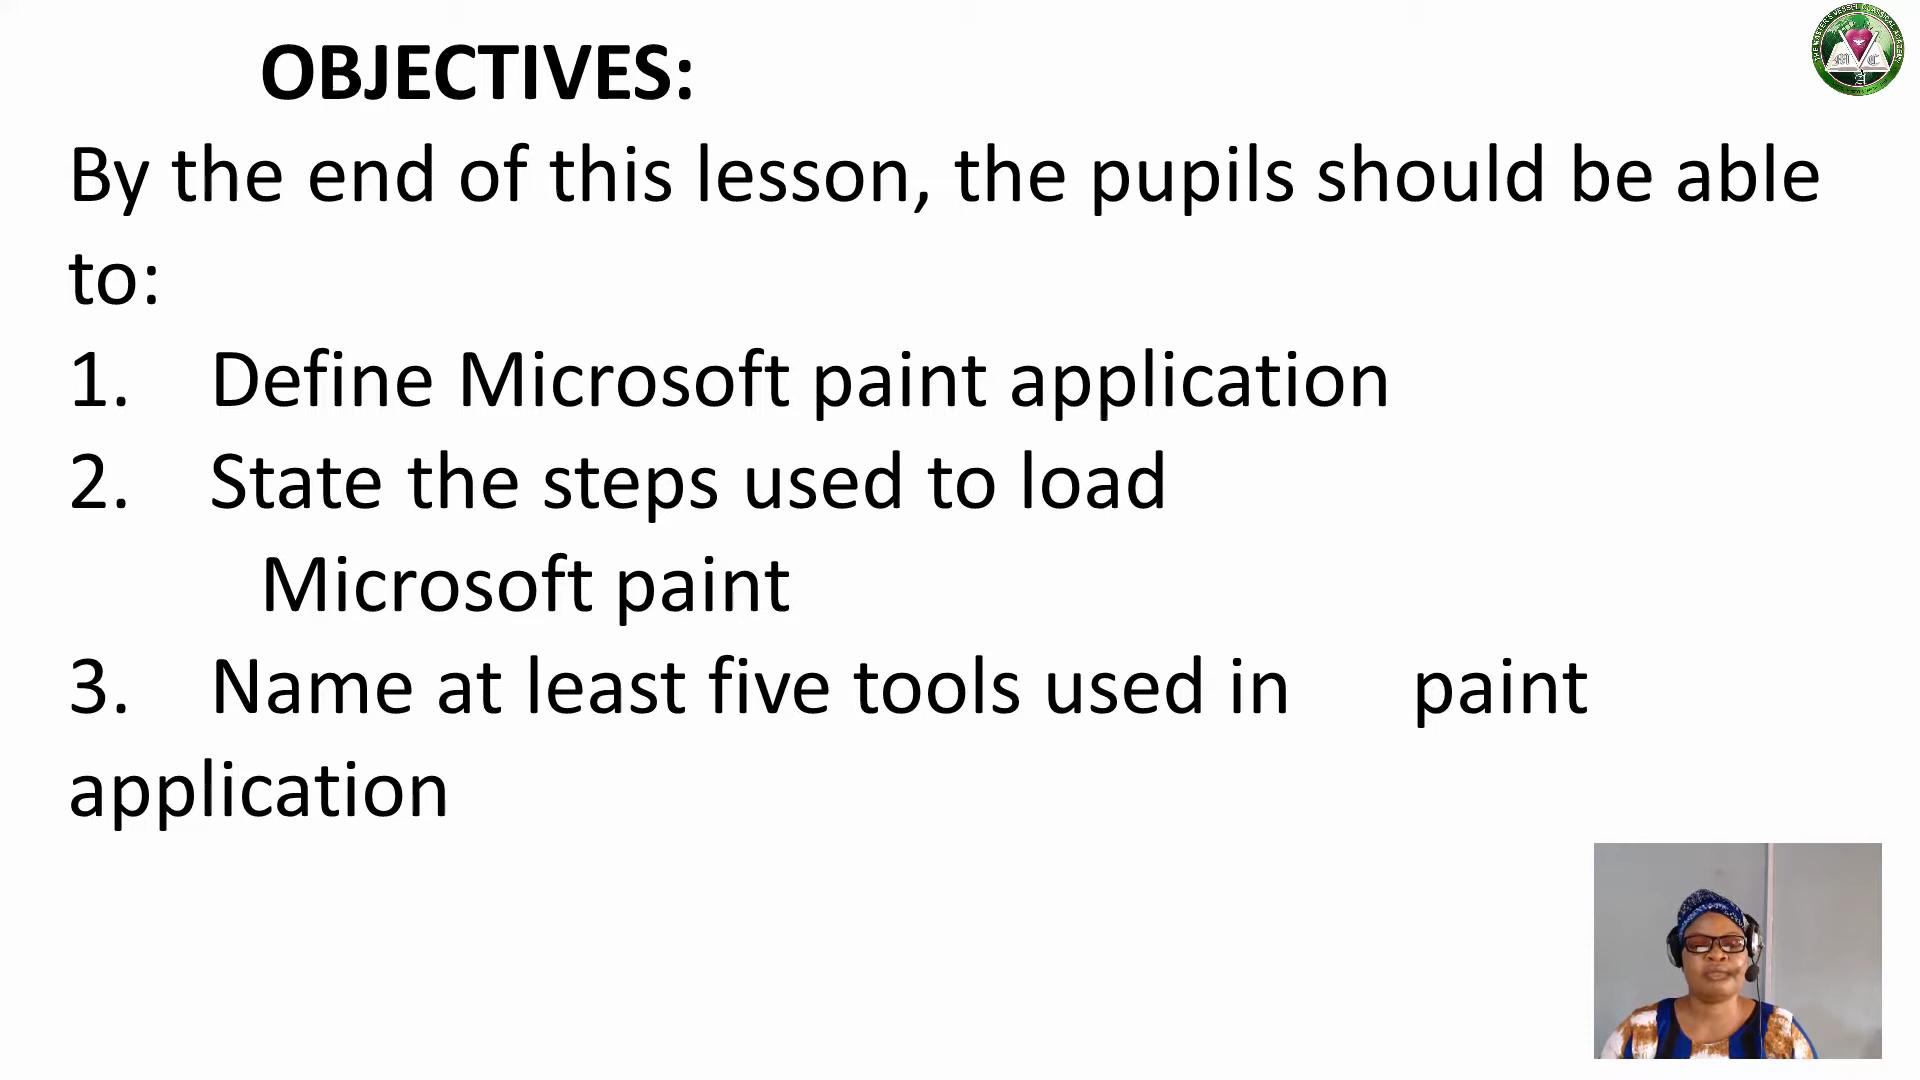 OBJECTIVES:
By the end of this lesson, the pupils should be able
to:
1. Define Microsoft paint application
2. State the steps used to load
Microsoft paint
3. Name at least five tools used in paint
application